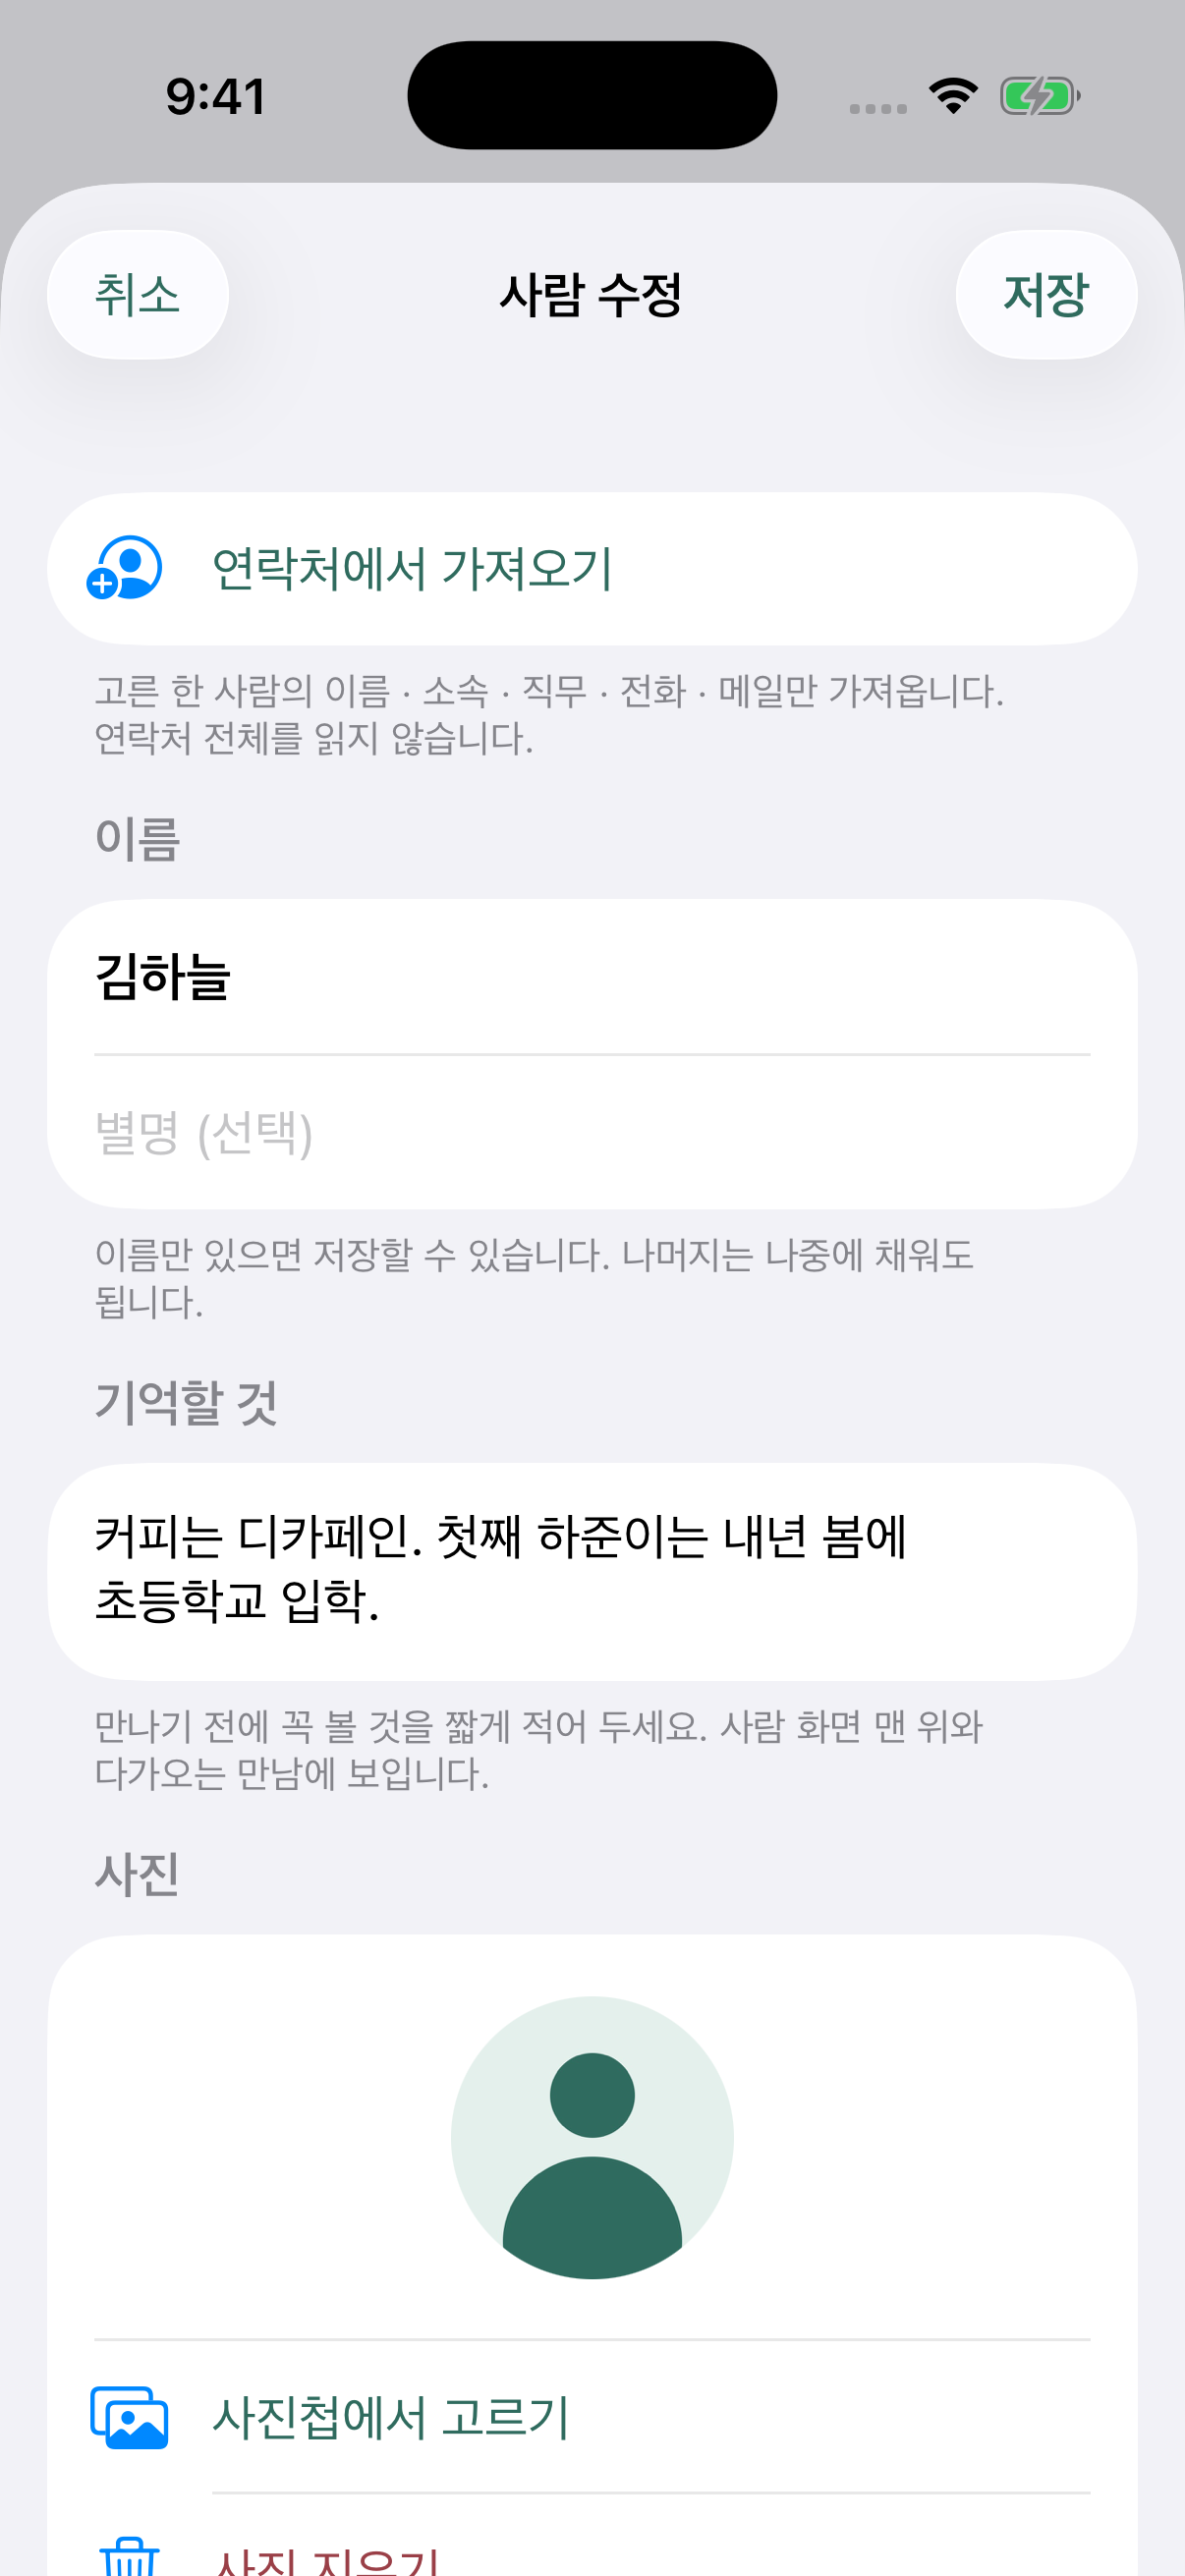 9:41
취소
사람 수정
저장
연락처에서 가져오기
고른 한 사람의 이름 · 소속 · 직무 · 전화 · 메일만 가져옵니다.
연락처 전체를 읽지 않습니다.
이름
김하늘
별명 (선택)
이름만 있으면 저장할 수 있습니다. 나머지는 나중에 채워도
됩니다.
기억할 것
커피는 디카페인. 첫째 하준이는 내년 봄에
초등학교 입학.
만나기 전에 꼭 볼 것을 짧게 적어 두세요. 사람 화면 맨 위와
다가오는 만남에 보입니다.
사진
사진첩에서 고르기
사진 지우기